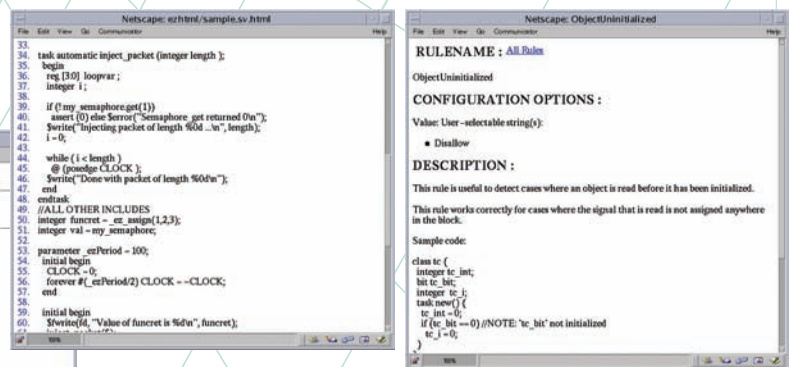 Netscape: ezhtml/sample.sv.html
File Edit View Go Communicator Help
33.
34. task automatic inject_packet (integer length );
35. begin
36. reg [3:0] loopvar ;
37. integer i ;
38.
39. if (! my_semaphore.get(1))
40. assert (0) else $error("Semaphore_get returned 0\n");
41. $write("Injecting packet of length %0d ...\n", length);
42. i = 0;
43.
44. while ( i < length )
45. @ (posedge CLOCK );
46. $write("Done with packet of length %0d\n");
47. end
48. endtask
49. //ALL OTHER INCLUDES
50. integer funcret = _ez_assign(1,2,3);
51. integer val = my_semaphore;
52.
53. parameter _ezPeriod = 100;
54. initial begin
55. CLOCK = 0;
56. forever #(_ezPeriod/2) CLOCK = ~CLOCK;
57. end
58.
59. initial begin
60. $fwrite(fd, "Value of funcret is %d\n", funcret);
100%
Netscape: ObjectUninitialized
File Edit View Go Communicator Help
RULENAME : All Rules
ObjectUninitialized
CONFIGURATION OPTIONS :
Value: User-selectable string(s):
Disallow
DESCRIPTION :
This rule is useful to detect cases where an object is read before it has been initialized.
This rule works correctly for cases where the signal that is read is not assigned anywhere
in the block.
Sample code:
class tc {
integer tc_int;
bit tc_bit;
integer tc_i;
task new() {
tc_int = 0;
if (tc_bit == 0) //NOTE: 'tc_bit' not initialized
tc_i = 0;
}
100%